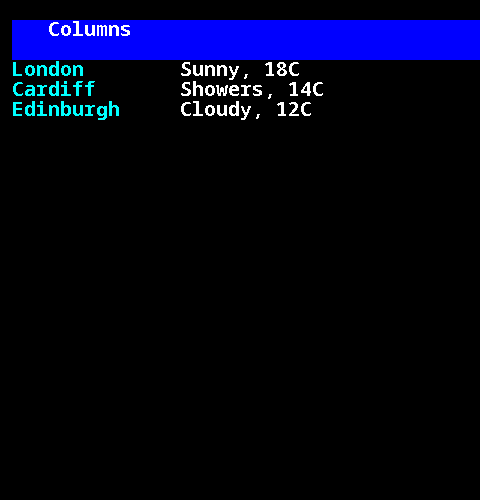 Columns
London Sunny, 18C
Cardiff Showers, 14C
Edinburgh Cloudy, 12C